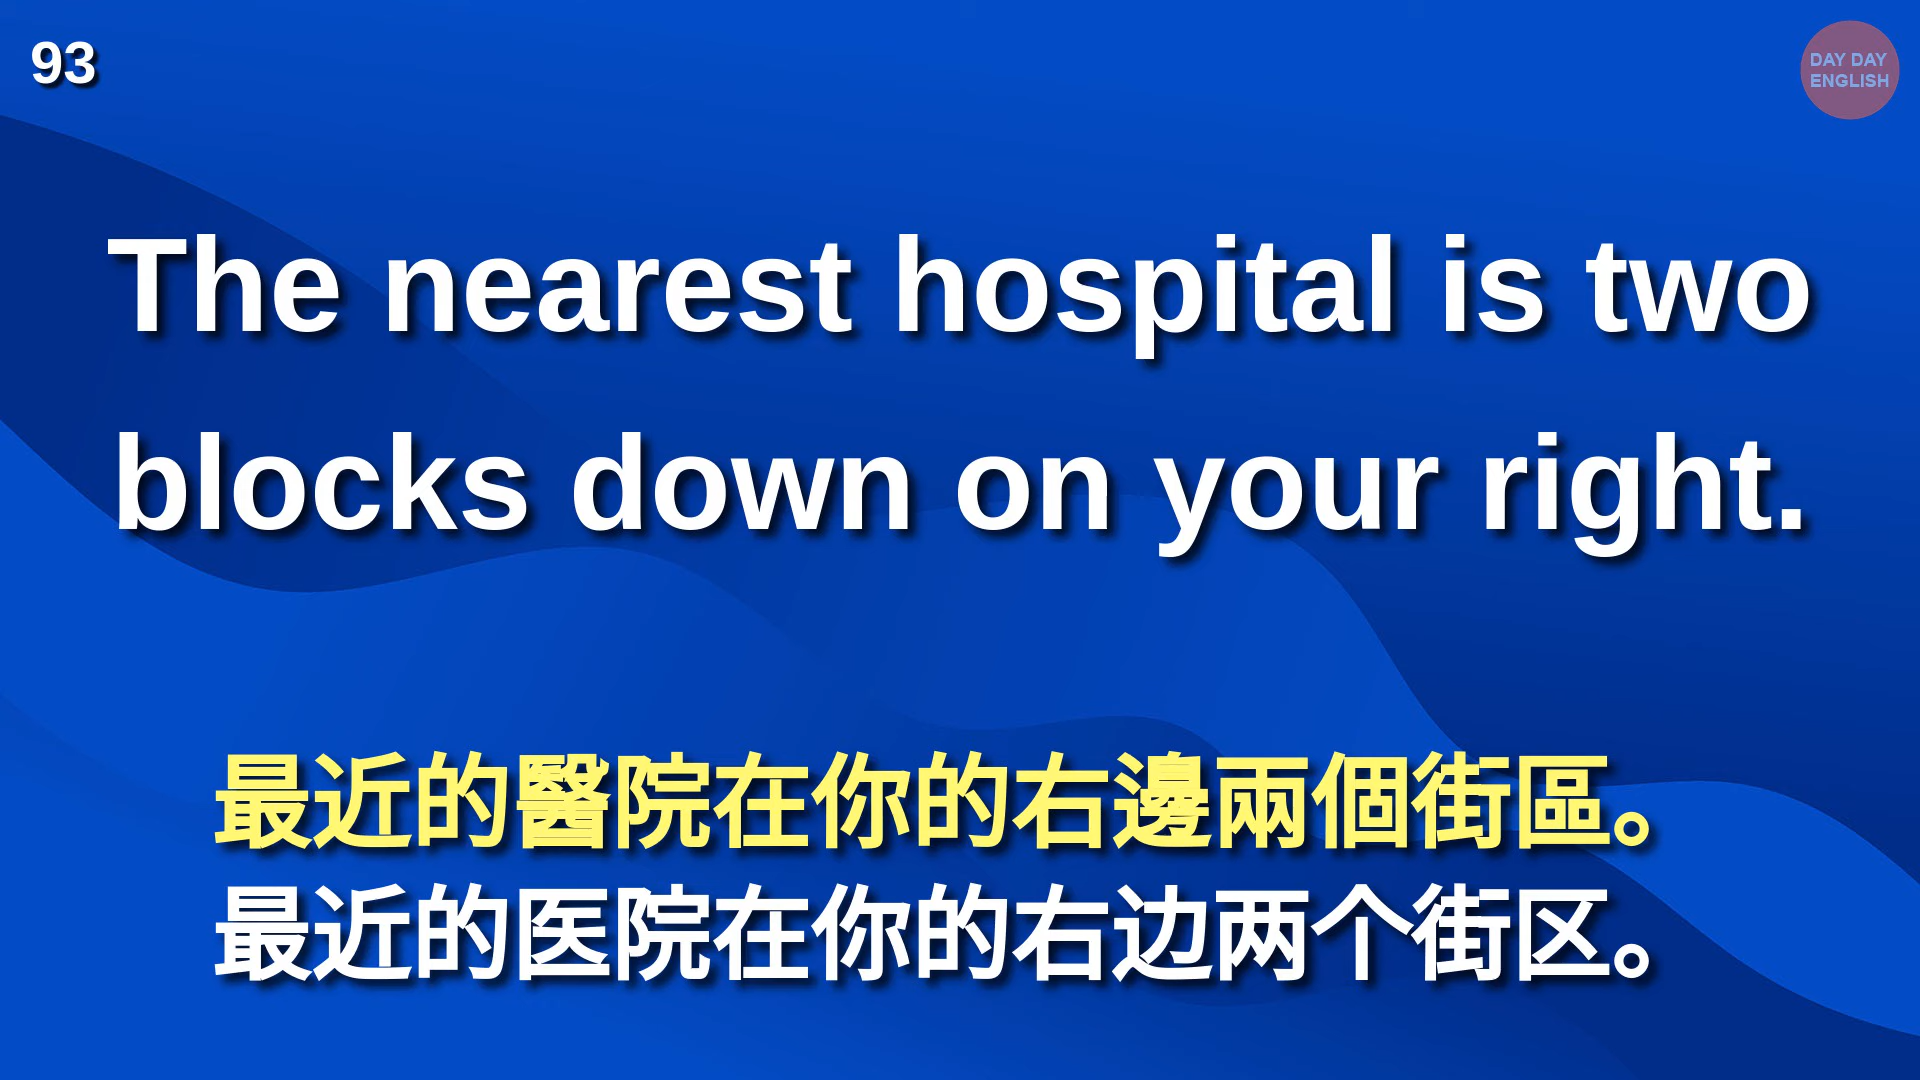 93
DAY DAY
ENGLISH
The nearest hospital is two
blocks down on your right.
最近的醫院在你的右邊兩個街區。
最近的医院在你的右边两个街区。